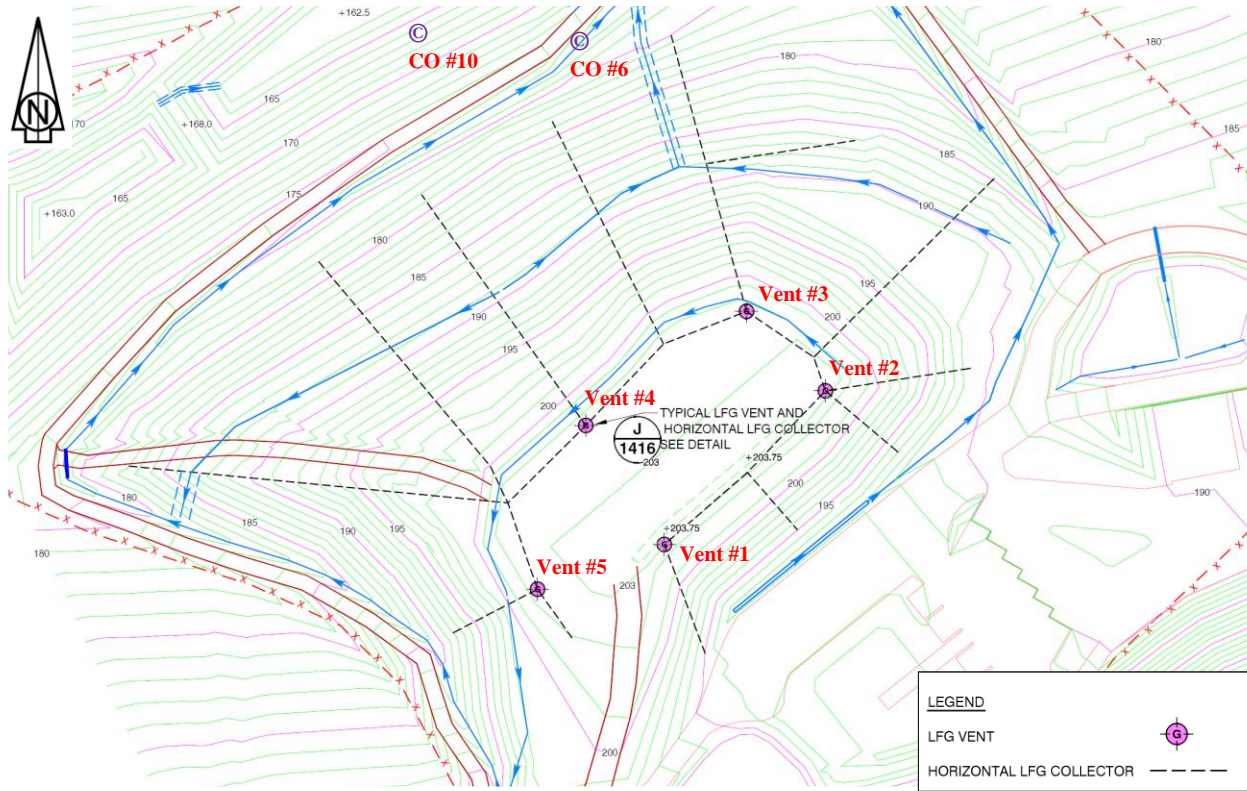 +162.5
©
CO #10
©
CO #6
180
180
N
165
170
+168.0
170
185
185
165
175
190
+163.0
180
195
185
Vent #3
200
190
G
195
Vent #2
G
200
Vent #4
G
TYPICAL LFG VENT AND
HORIZONTAL LFG COLLECTOR
SEE DETAIL
J
1416
203
+203.75
200
190
180
195
185
190
195
+203.75
180
G
Vent #1
Vent #5
G
203
200
LEGEND
LFG VENT
G
HORIZONTAL LFG COLLECTOR